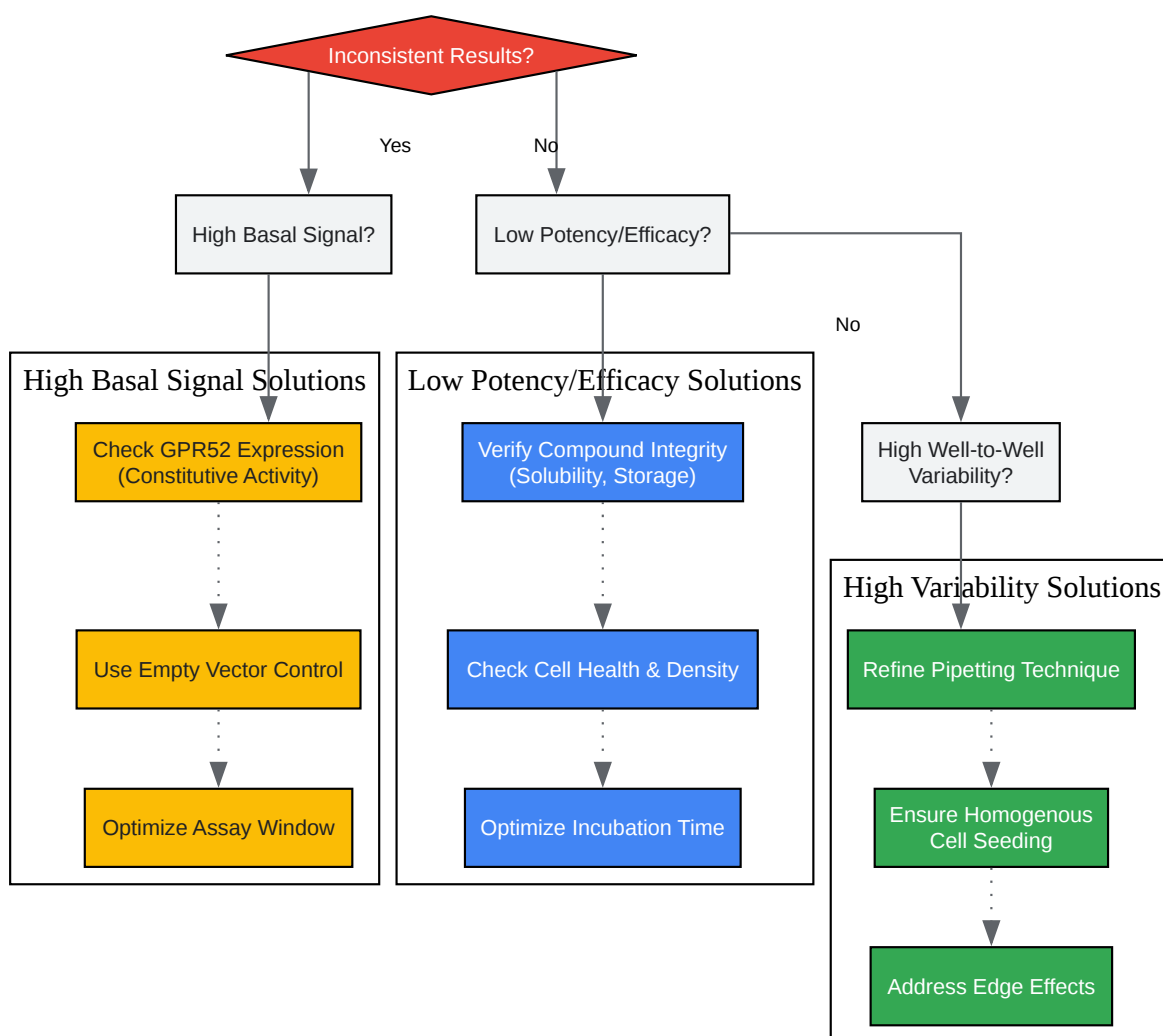 Inconsistent Results?
Yes
No
High Basal Signal?
Low Potency/Efficacy?
No
High Basal Signal Solutions
Check GPR52 Expression
(Constitutive Activity)
Use Empty Vector Control
Optimize Assay Window
Low Potency/Efficacy Solutions
Verify Compound Integrity
(Solubility, Storage)
Check Cell Health & Density
Optimize Incubation Time
High Well-to-Well
Variability?
High Variability Solutions
Refine Pipetting Technique
Ensure Homogenous
Cell Seeding
Address Edge Effects